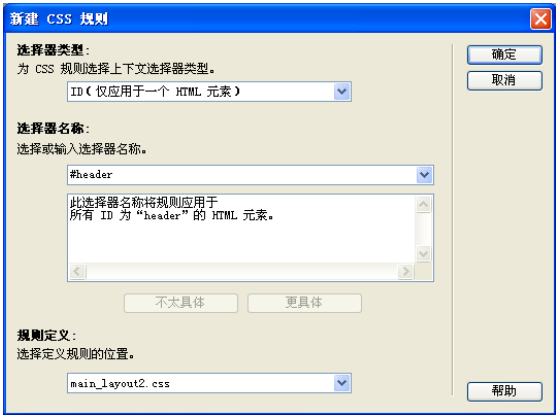 新建 CSS 规则
选择器类型:
为 CSS 规则选择上下文选择器类型。
ID(仅应用于一个 HTML 元素)
选择器名称:
选择或输入选择器名称。
#header
此选择器名称将规则应用于
所有 ID 为“header”的 HTML 元素。
不太具体
更具体
规则定义:
选择定义规则的位置。
main_layout2.css
确定
取消
帮助